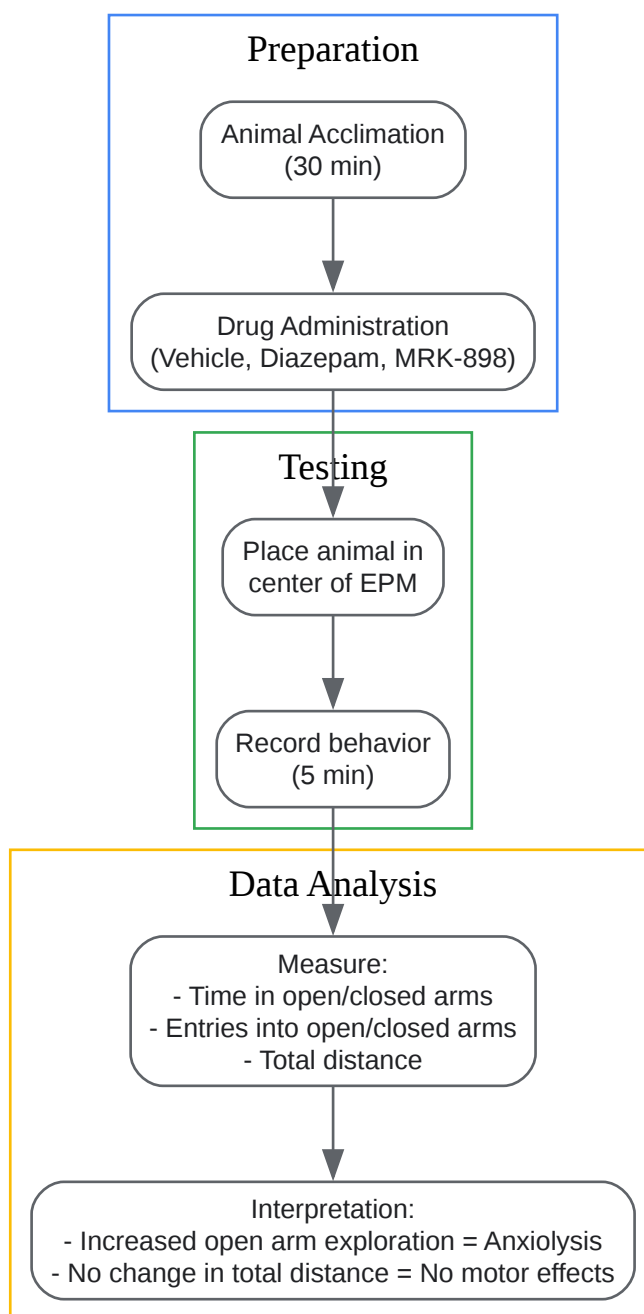 Preparation
Animal Acclimation
(30 min)
Drug Administration
(Vehicle, Diazepam, MRK-898)
Testing
Place animal in
center of EPM
Record behavior
(5 min)
Data Analysis
Measure:
- Time in open/closed arms
- Entries into open/closed arms
- Total distance
Interpretation:
- Increased open arm exploration = Anxiolysis
- No change in total distance = No motor effects